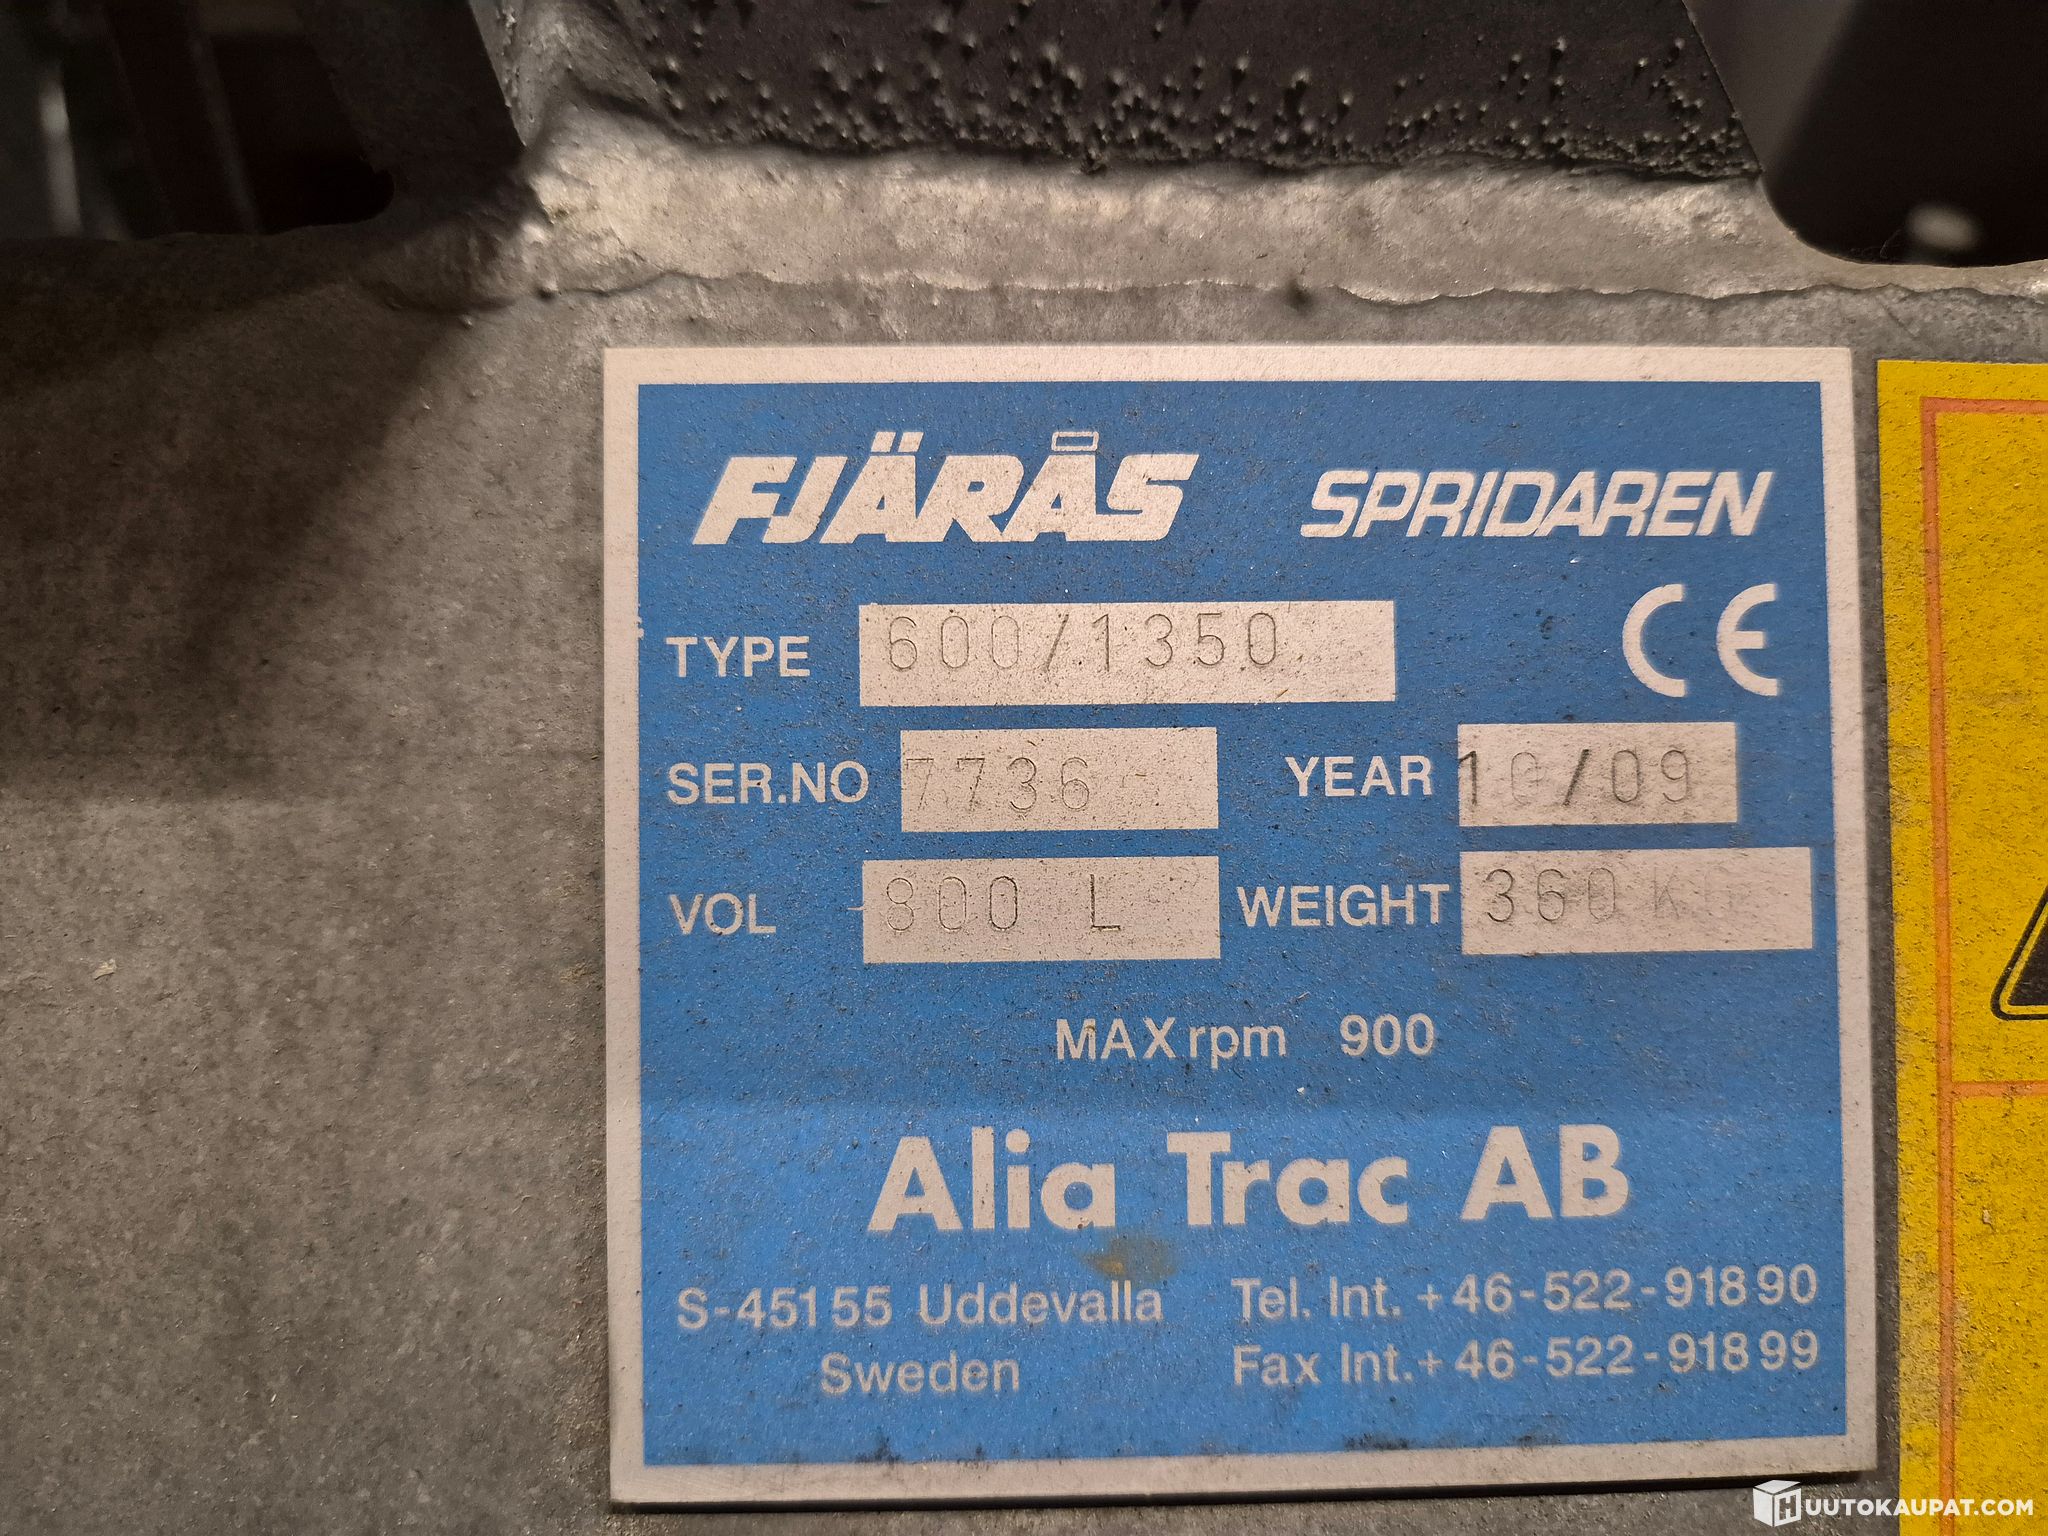 FJÄRÅS SPRIDAREN
TYPE 600/1350 CE
SER.NO 7736 YEAR 10/09
VOL 800 L WEIGHT 360
MAX rpm 900
Alia Trac AB
S-451 55 Uddevalla Tel. Int. +46-522-918 90
Sweden Fax Int. +46-522-918 99
HUUTOKAUPAT.COM